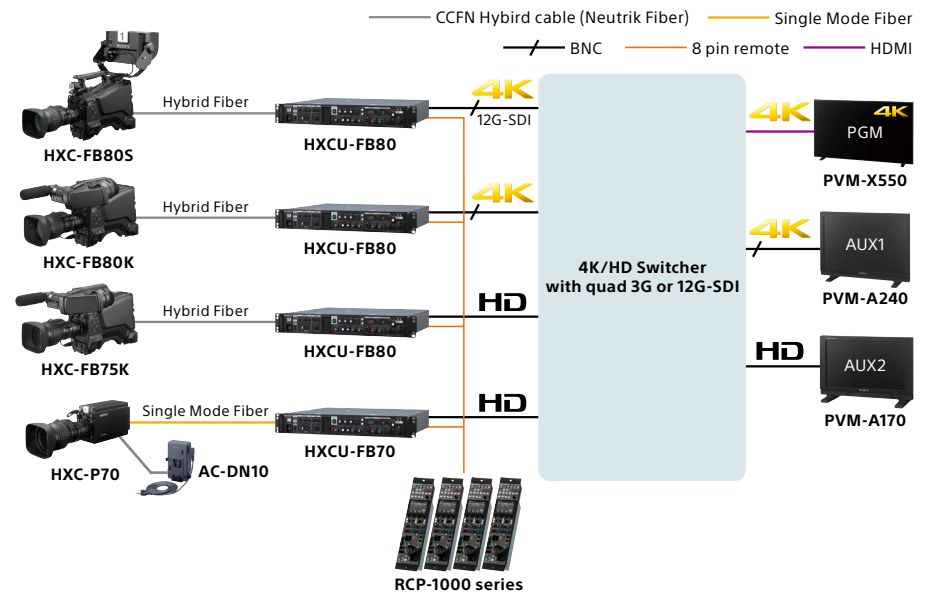 CCFN Hybird cable (Neutrik Fiber)
Single Mode Fiber
BNC
8 pin remote
HDMI
1
SONY
Hybrid Fiber
4K
12G-SDI
HXC-FB80S
HXCU-FB80
4K
4K
PGM
PVM-X550
Hybrid Fiber
4K
HXC-FB80K
HXCU-FB80
4K/HD Switcher
with quad 3G or 12G-SDI
4K
AUX1
PVM-A240
Hybrid Fiber
HD
HXC-FB75K
HXCU-FB80
HD
AUX2
PVM-A170
Single Mode Fiber
HD
HXC-P70
AC-DN10
HXCU-FB70
RCP-1000 series